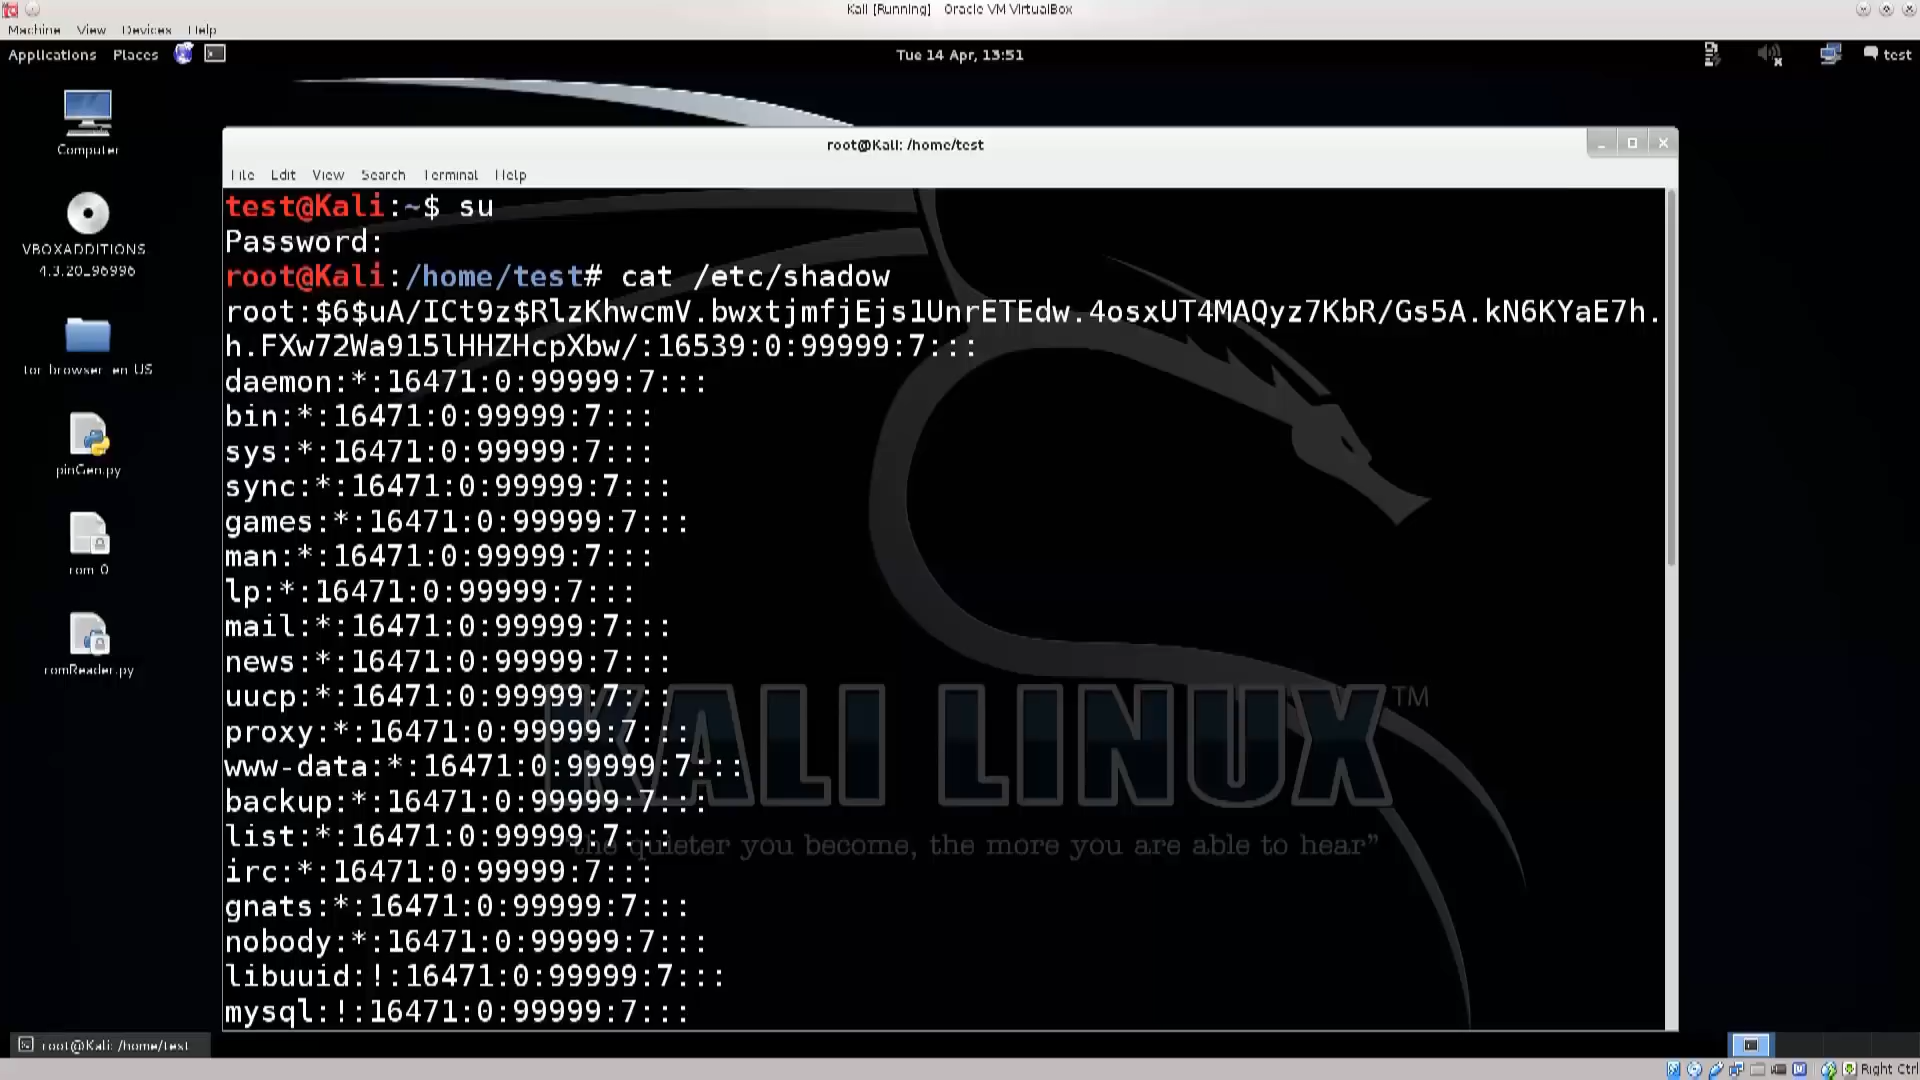 Kali [Running] Oracle VM VirtualBox
Machine View Devices Help
Applications Places
Tue 14 Apr, 13:51
test
Computer
VBOXADDITIONS
4.3.20_96996
tor browser en US
pinGen.py
rom 0
romReader.py
root@Kali: /home/test
File Edit View Search Terminal Help
test@Kali:~$ su
Password:
root@Kali:/home/test# cat /etc/shadow
root:$6$uA/ICt9z$RlzKhwcmV.bwxtjmfjEjs1UnrETEdw.4osxUT4MAQyz7KbR/Gs5A.kN6KYaE7h.
h.FXw72Wa915lHHZHcpXbw/:16539:0:99999:7:::
daemon:*:16471:0:99999:7:::
bin:*:16471:0:99999:7:::
sys:*:16471:0:99999:7:::
sync:*:16471:0:99999:7:::
games:*:16471:0:99999:7:::
man:*:16471:0:99999:7:::
lp:*:16471:0:99999:7:::
mail:*:16471:0:99999:7:::
news:*:16471:0:99999:7:::
uucp:*:16471:0:99999:7:::
proxy:*:16471:0:99999:7:::
www-data:*:16471:0:99999:7:::
backup:*:16471:0:99999:7:::
list:*:16471:0:99999:7:::
irc:*:16471:0:99999:7:::
gnats:*:16471:0:99999:7:::
nobody:*:16471:0:99999:7:::
libuuid:!:16471:0:99999:7:::
mysql:!:16471:0:99999:7:::
KALI LINUX™
the quieter you become, the more you are able to hear”
root@Kali: /home/test
Right Ctrl